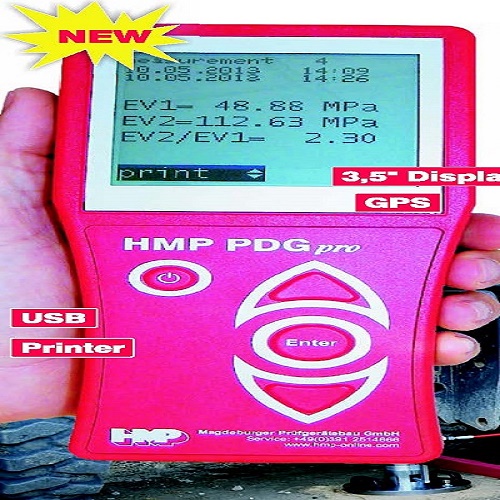 NEW
Measurement 4
10.05.2013 14:02
10.05.2013 14:26
EV1= 48.88 MPa
EV2=112.63 MPa
EV2/EV1= 2.30
print
3,5" Displa
GPS
HMP PDG pro
USB
Printer
Enter
HMP
Magdeburger Prüfgerätebau GmbH
Service: +49(0)391 2514666
www.hmp-online.com